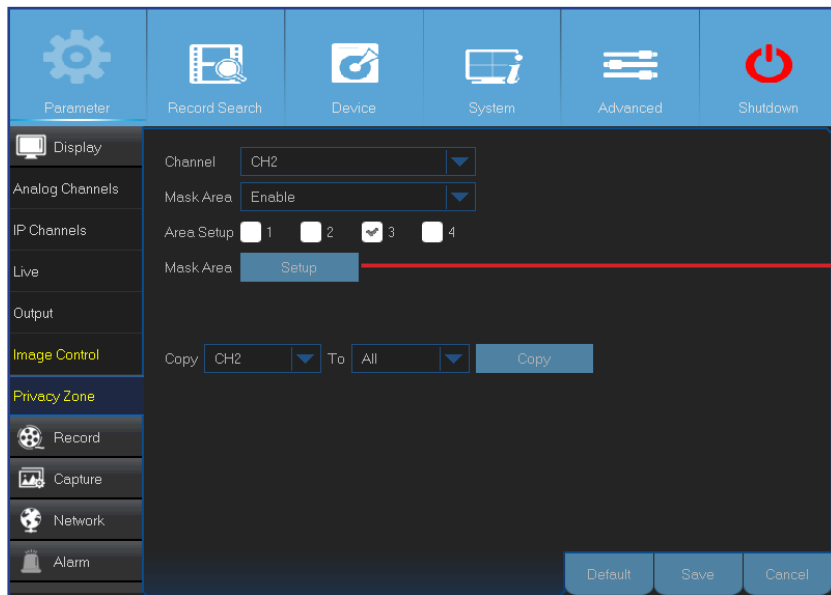 Parameter
Record Search
Device
System
Advanced
Shutdown
Display
Analog Channels
IP Channels
Live
Output
Image Control
Privacy Zone
Record
Capture
Network
Alarm
Channel CH2
Mask Area Enable
Area Setup 1 2 3 4
Mask Area Setup
Copy CH2 To All Copy
Default Save Cancel